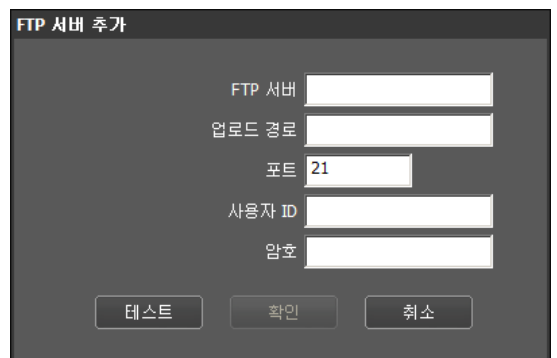 FTP 서버 추가
FTP 서버
업로드 경로
포트 21
사용자 ID
암호
테스트 확인 취소